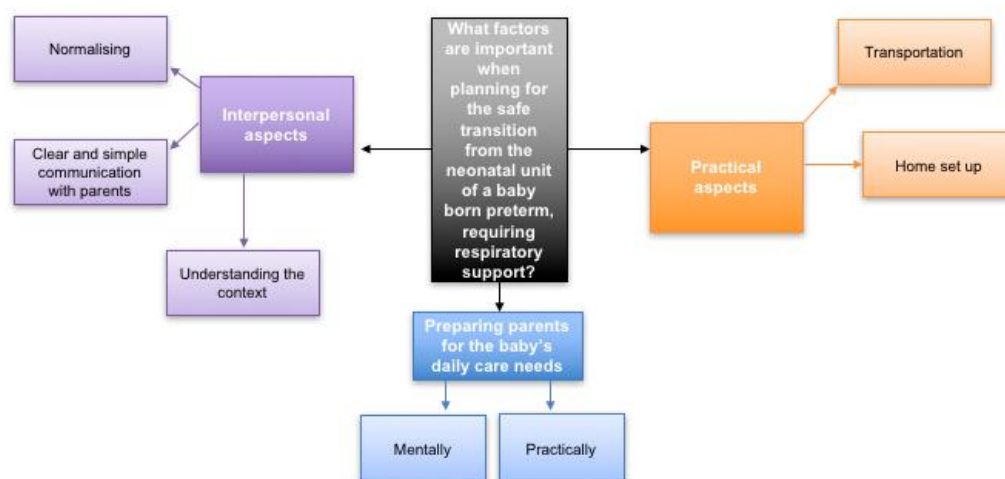 Normalising
Interpersonal
aspects
Clear and simple
communication
with parents
Understanding the
context
What factors
are important
when
planning for
the safe
transition
from the
neonatal unit
of a baby
born preterm,
requiring
respiratory
support?
Transportation
Practical
aspects
Home set up
Preparing parents
for the baby's
daily care needs
Mentally
Practically